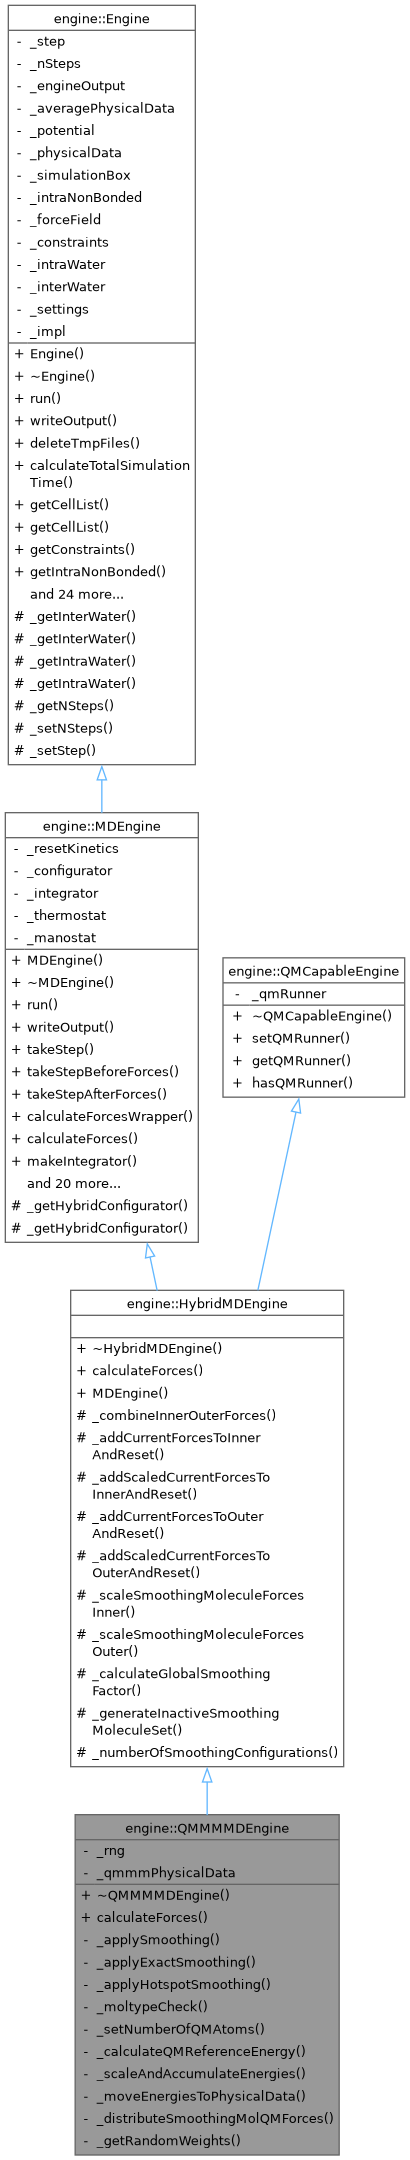 engine::Engine
- _step
- _nSteps
- _engineOutput
- _averagePhysicalData
- _potential
- _physicalData
- _simulationBox
- _intraNonBonded
- _forceField
- _constraints
- _intraWater
- _interWater
- _settings
- _impl
+ Engine()
+ ~Engine()
+ run()
+ writeOutput()
+ deleteTmpFiles()
+ calculateTotalSimulation
Time()
+ getCellList()
+ getCellList()
+ getConstraints()
+ getIntraNonBonded()
and 24 more...
# _getInterWater()
# _getInterWater()
# _getIntraWater()
# _getIntraWater()
# _getNSteps()
# _setNSteps()
# _setStep()
engine::MDEngine
- _resetKinetics
- _configurator
- _integrator
- _thermostat
- _manostat
+ MDEngine()
+ ~MDEngine()
+ run()
+ writeOutput()
+ takeStep()
+ takeStepBeforeForces()
+ takeStepAfterForces()
+ calculateForcesWrapper()
+ calculateForces()
+ makeIntegrator()
and 20 more...
# _getHybridConfigurator()
# _getHybridConfigurator()
engine::QMCapableEngine
- _qmRunner
+ ~QMCapableEngine()
+ setQMRunner()
+ getQMRunner()
+ hasQMRunner()
engine::HybridMDEngine
+ ~HybridMDEngine()
+ calculateForces()
+ MDEngine()
# _combineInnerOuterForces()
# _addCurrentForcesToInner
AndReset()
# _addScaledCurrentForcesTo
InnerAndReset()
# _addCurrentForcesToOuter
AndReset()
# _addScaledCurrentForcesTo
OuterAndReset()
# _scaleSmoothingMoleculeForces
Inner()
# _scaleSmoothingMoleculeForces
Outer()
# _calculateGlobalSmoothing
Factor()
# _generateInactiveSmoothing
MoleculeSet()
# _numberOfSmoothingConfigurations()
engine::QMMMMDEngine
- _rng
- _qmmmPhysicalData
+ ~QMMMMDEngine()
+ calculateForces()
- _applySmoothing()
- _applyExactSmoothing()
- _applyHotspotSmoothing()
- _moltypeCheck()
- _setNumberOfQMAtoms()
- _calculateQMReferenceEnergy()
- _scaleAndAccumulateEnergies()
- _moveEnergiesToPhysicalData()
- _distributeSmoothingMolQMForces()
- _getRandomWeights()